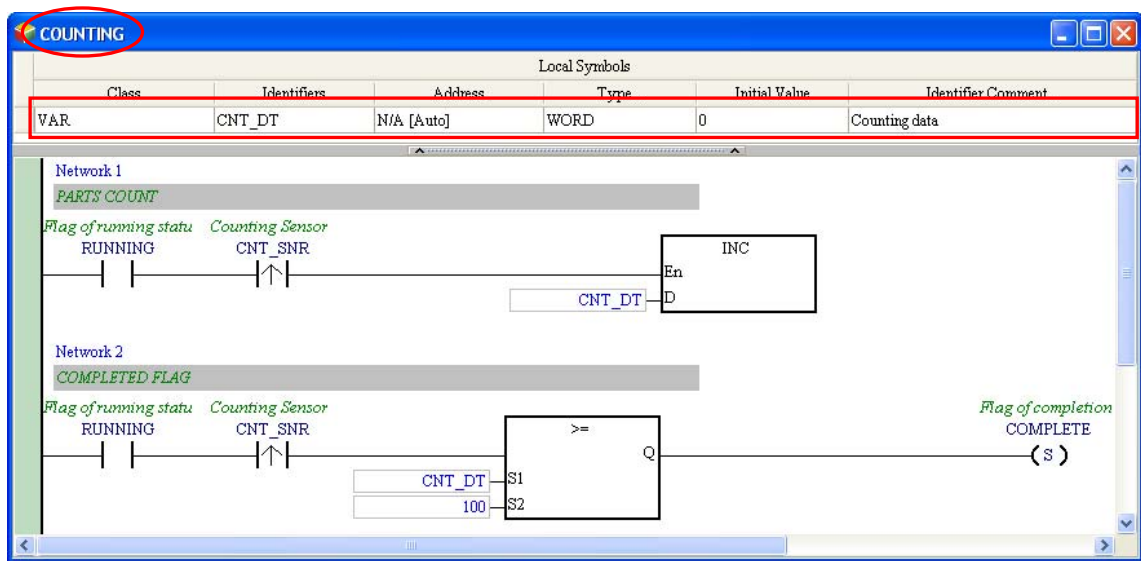 COUNTING
Local Symbols
Class Identifiers Address Type Initial Value Identifier Comment
VAR CNT_DT N/A [Auto] WORD 0 Counting data
Network 1
PARTS COUNT
Flag of running statu Counting Sensor
RUNNING CNT_SNR INC
En
CNT_DT D
Network 2
COMPLETED FLAG
Flag of running statu Counting Sensor Flag of completion
RUNNING CNT_SNR >= COMPLETE
Q S
CNT_DT S1
100 S2